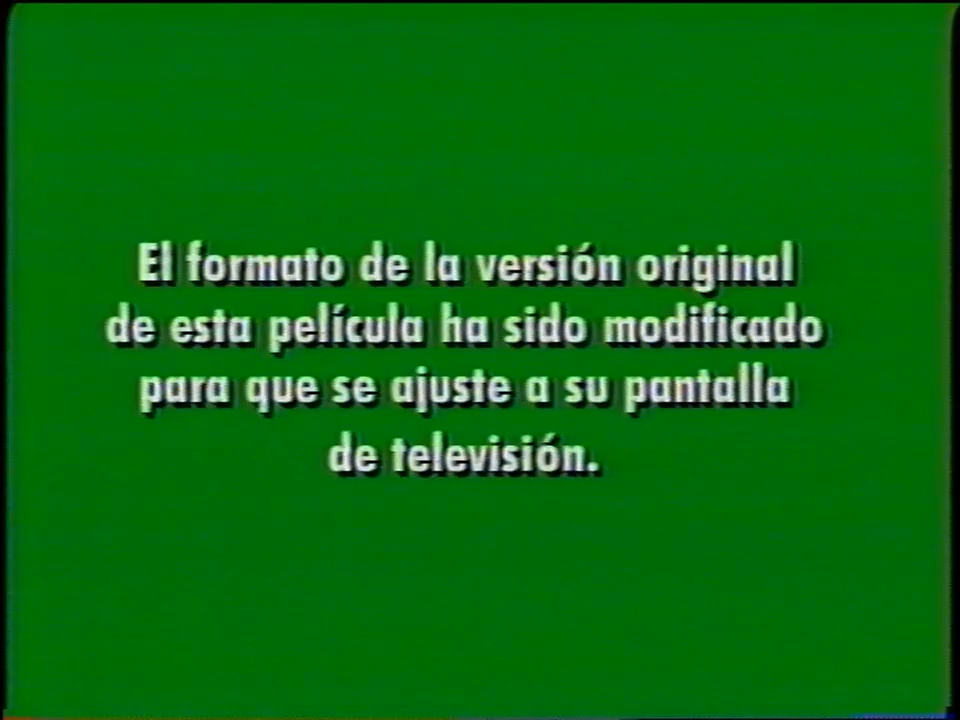 El formato de la versión original
de esta película ha sido modificado
para que se ajuste a su pantalla
de televisión.